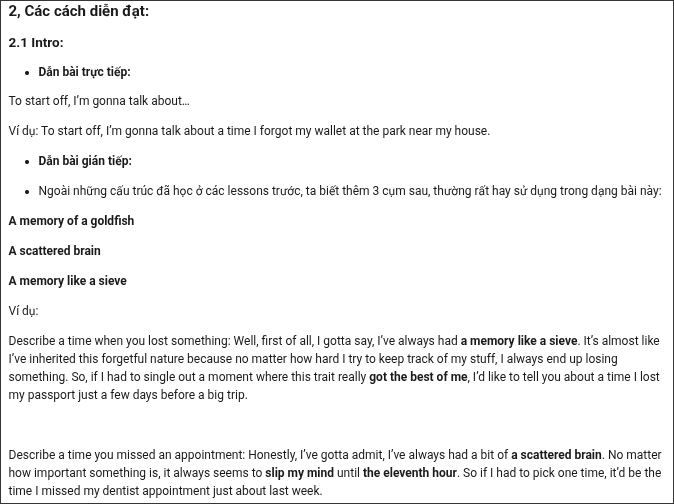 2, Các cách diễn đạt:
2.1 Intro:
• Dẫn bài trực tiếp:
To start off, I’m gonna talk about…
Ví dụ: To start off, I’m gonna talk about a time I forgot my wallet at the park near my house.
• Dẫn bài gián tiếp:
• Ngoài những cấu trúc đã học ở các lessons trước, ta biết thêm 3 cụm sau, thường rất hay sử dụng trong dạng bài này:
A memory of a goldfish
A scattered brain
A memory like a sieve
Ví dụ:
Describe a time when you lost something: Well, first of all, I gotta say, I’ve always had a memory like a sieve. It’s almost like
I’ve inherited this forgetful nature because no matter how hard I try to keep track of my stuff, I always end up losing
something. So, if I had to single out a moment where this trait really got the best of me, I’d like to tell you about a time I lost
my passport just a few days before a big trip.
Describe a time you missed an appointment: Honestly, I’ve gotta admit, I’ve always had a bit of a scattered brain. No matter
how important something is, it always seems to slip my mind until the eleventh hour. So if I had to pick one time, it’d be the
time I missed my dentist appointment just about last week.